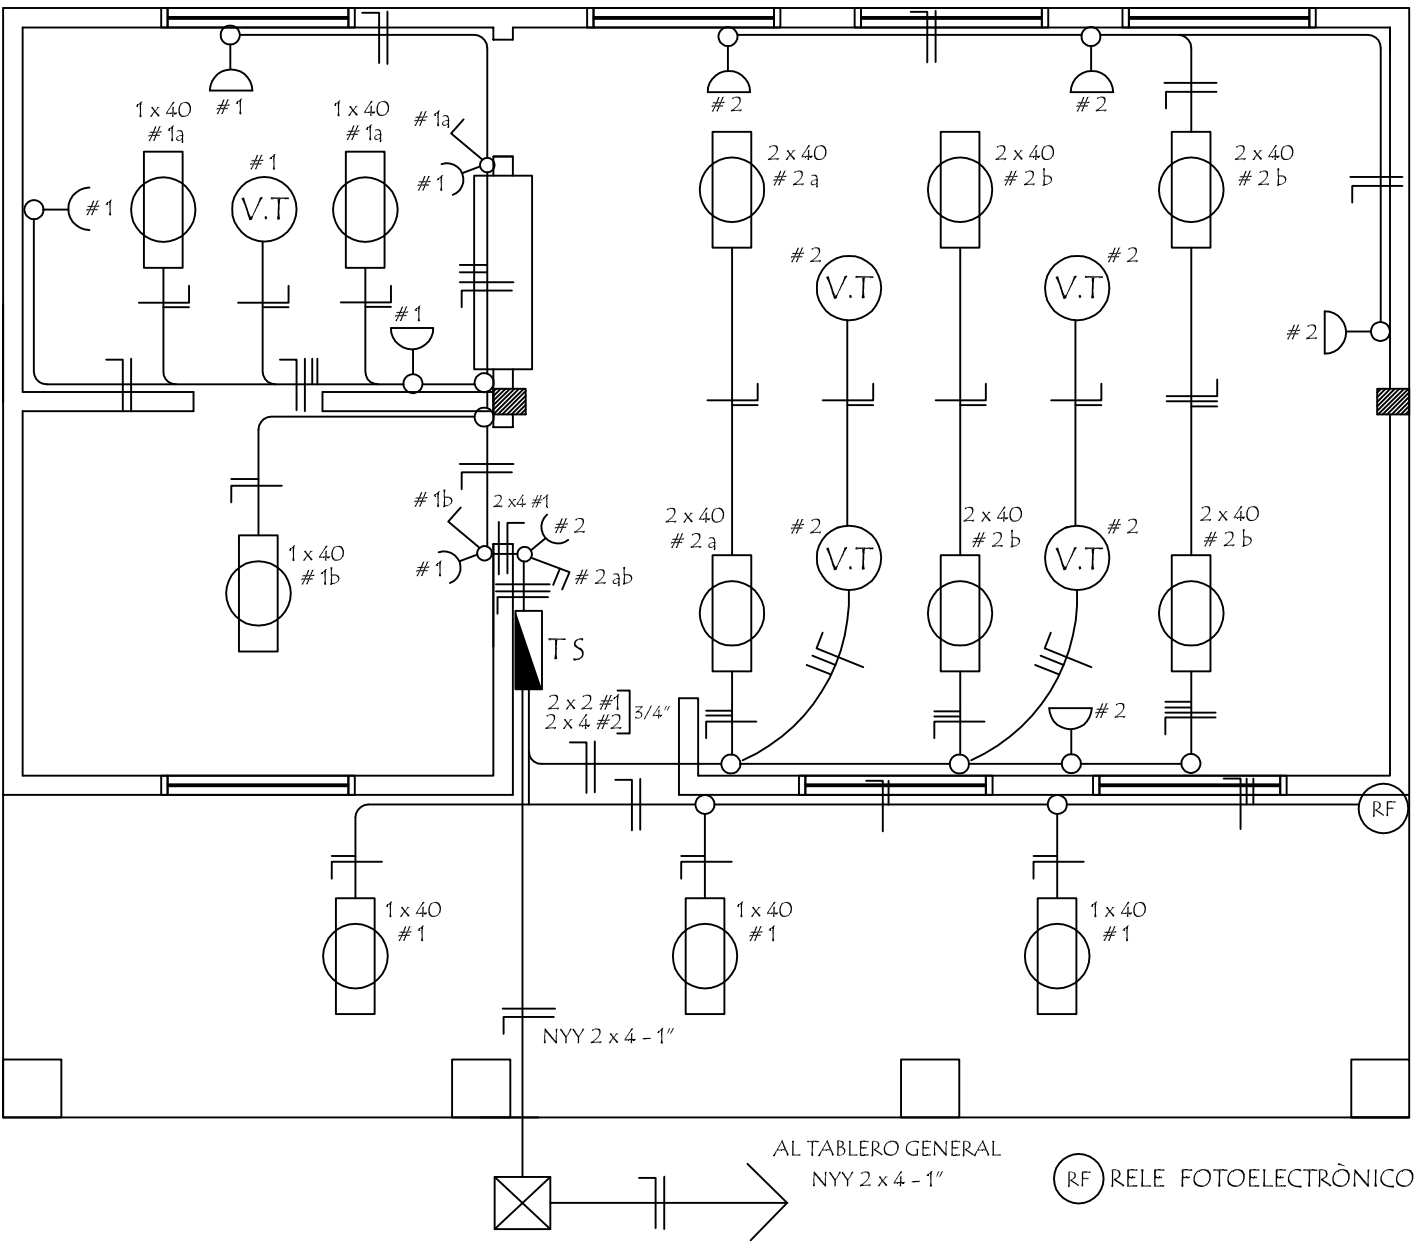 # 1
# 2
# 2
1 x 40
# 1a
1 x 40
# 1a
# 1a
# 1
V.T
# 1
# 1
2 x 40
# 2 a
2 x 40
# 2 b
2 x 40
# 2 b
# 1
V.T
# 2
V.T
# 2
# 1
# 2
# 1b
2 x4 #1
# 2
# 1
# 2 ab
1 x 40
# 1b
2 x 40
# 2 a
# 2
V.T
2 x 40
# 2 b
# 2
V.T
2 x 40
# 2 b
T S
2 x 2 #1
2 x 4 #2
3/4"
# 2
RF
1 x 40
# 1
1 x 40
# 1
1 x 40
# 1
NYY 2 x 4 - 1"
AL TABLERO GENERAL
NYY 2 x 4 - 1"
RF RELE FOTOELECTRÒNICO